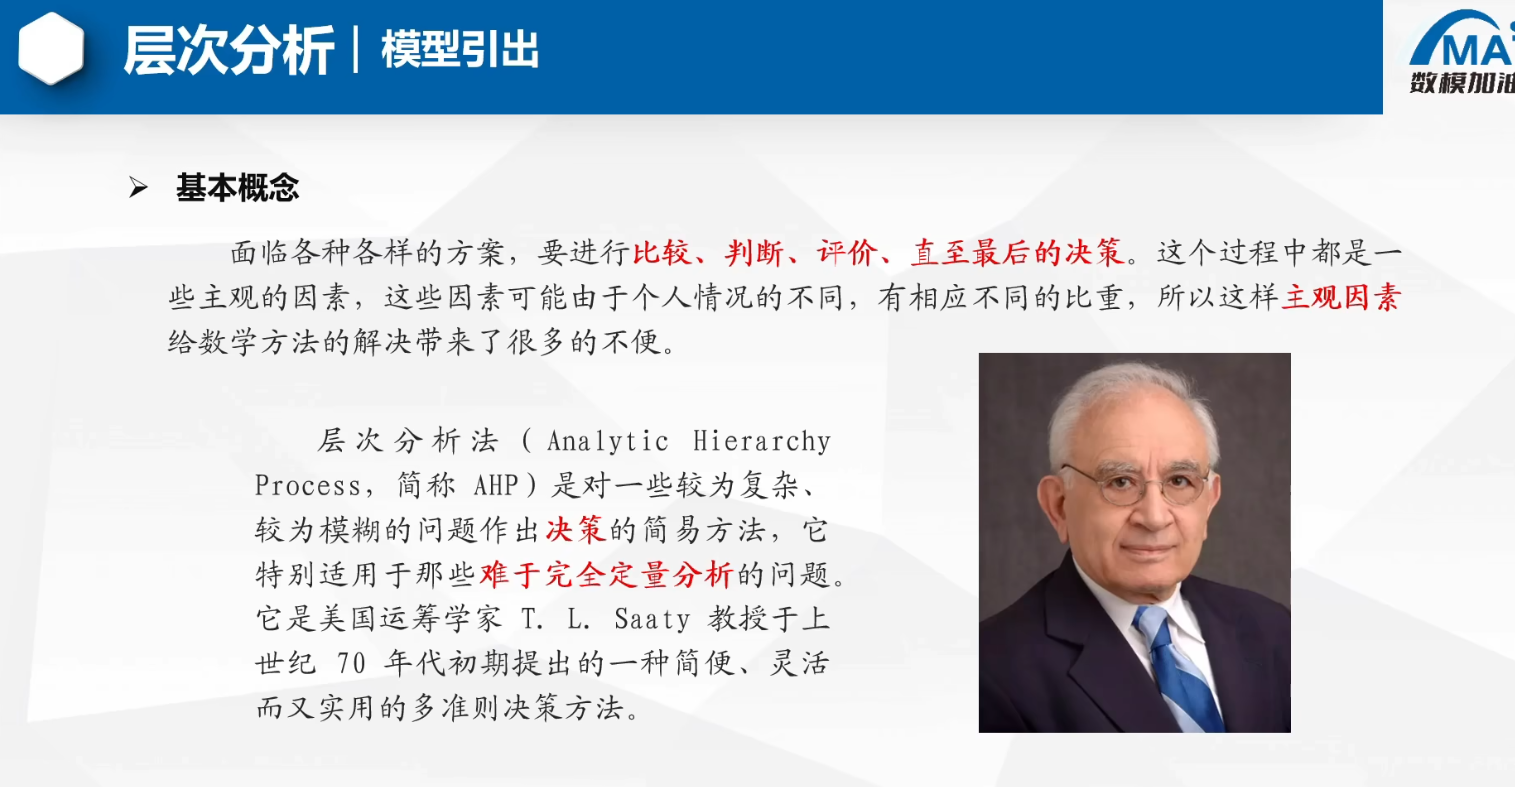 层次分析|模型引出
MA
数模加油
➢ 基本概念
面临各种各样的方案，要进行比较、判断、评价、直至最后的决策。这个过程中都是一
些主观的因素，这些因素可能由于个人情况的不同，有相应不同的比重，所以这样主观因素
给数学方法的解决带来了很多的不便。
层次分析法（Analytic Hierarchy
Process，简称 AHP）是对一些较为复杂、
较为模糊的问题作出决策的简易方法，它
特别适用于那些难于完全定量分析的问题。
它是美国运筹学家 T. L. Saaty 教授于上
世纪 70 年代初期提出的一种简便、灵活
而又实用的多准则决策方法。